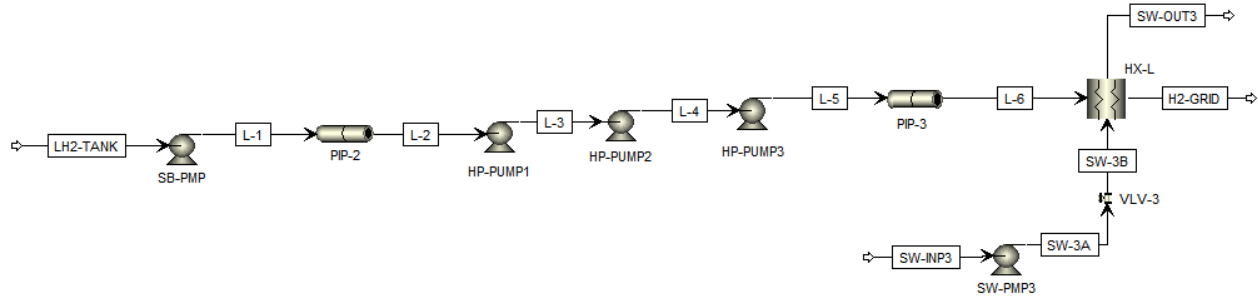 SW-OUT3
HX-L
L-5
L-6
H2-GRID
L-4
PIP-3
L-3
HP-PUMP3
L-1
L-2
HP-PUMP2
LH2-TANK
PIP-2
HP-PUMP1
SB-PMP
SW-3B
VLV-3
SW-3A
SW-INP3
SW-PMP3